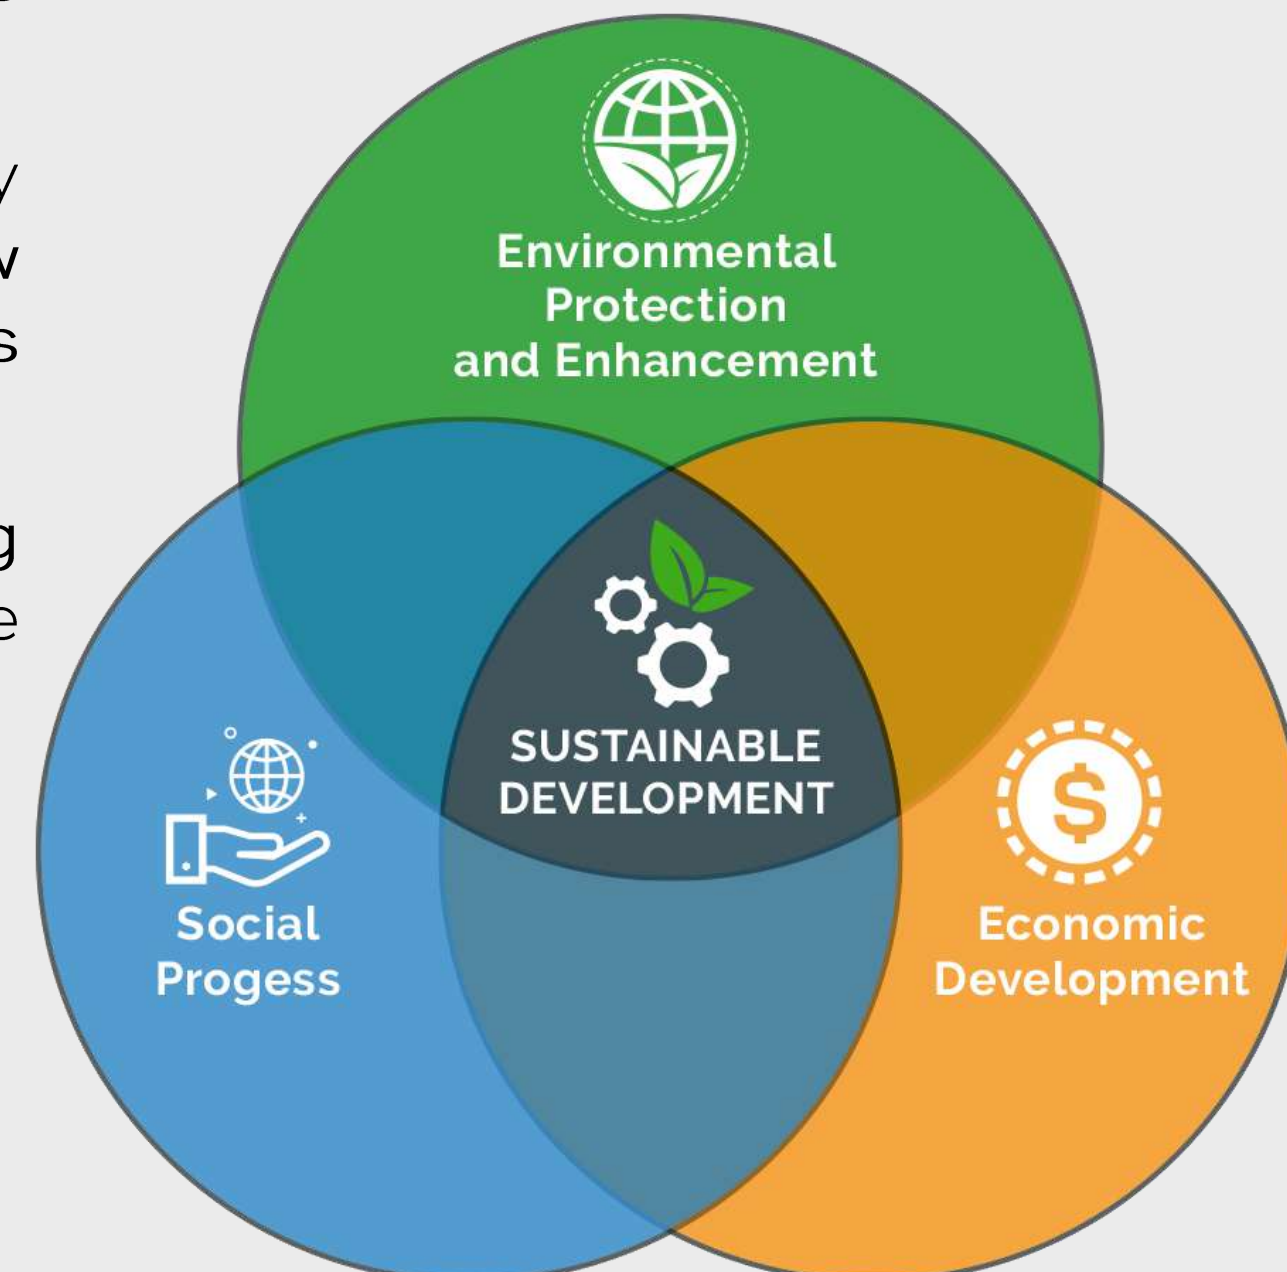 y
w
s
g
e
Environmental
Protection
and Enhancement
SUSTAINABLE
DEVELOPMENT
$
Social
Progess
Economic
Development